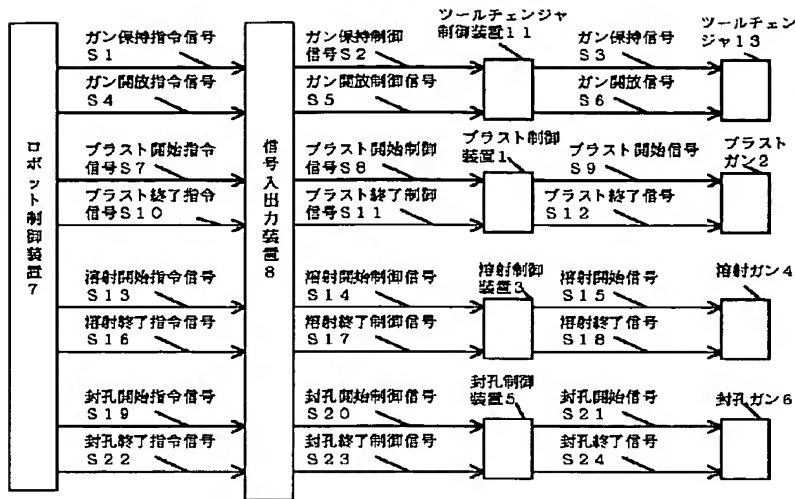 ロボット制御装置7
信号入出力装置8
ガン保持指令信号
S1
ガン開放指令信号
S4
ガン保持制御
信号S2
ガン開放制御信号
S5
ツールチェンジャ
制御装置11
ガン保持信号
S3
ガン開放信号
S6
ツールチェン
ジャ13
ブラスト開始指令
信号S7
ブラスト終了指令
信号S10
ブラスト開始制御
信号S8
ブラスト終了制御
信号S11
ブラスト制御
装置1
ブラスト開始信号
S9
ブラスト終了信号
S12
ブラスト
ガン2
溶射開始指令信号
S13
溶射終了指令信号
S16
溶射開始制御信号
S14
溶射終了制御信号
S17
溶射制御
装置3
溶射開始信号
S15
溶射終了信号
S18
溶射ガン4
封孔開始指令信号
S19
封孔終了指令信号
S22
封孔開始制御信号
S20
封孔終了制御信号
S23
封孔制御
装置5
封孔開始信号
S21
封孔終了信号
S24
封孔ガン6